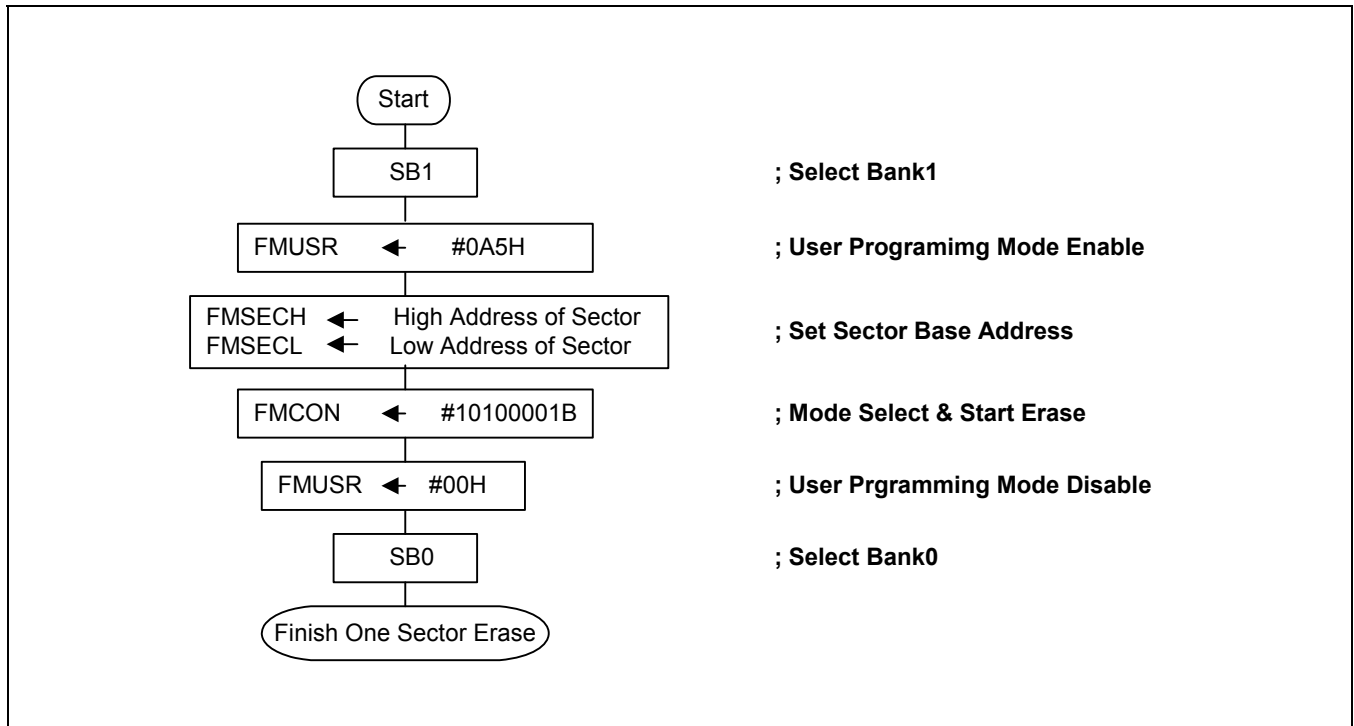 Start
SB1 ; Select Bank1
FMUSR ← #0A5H ; User Programimg Mode Enable
FMSECH ← High Address of Sector
FMSECL ← Low Address of Sector
; Set Sector Base Address
FMCON ← #10100001B ; Mode Select & Start Erase
FMUSR ← #00H ; User Prgramming Mode Disable
SB0 ; Select Bank0
Finish One Sector Erase